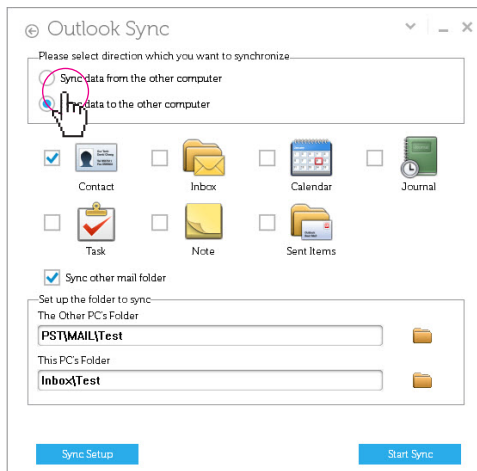 Outlook Sync
Please select direction which you want to synchronize
Sync data from the other computer
data to the other computer
Contact Inbox Calendar Journal
Task Note Sent Items
Sync other mail folder
Set up the folder to sync
The Other PC's Folder
PST\MAIL\Test
This PC's Folder
Inbox\Test
Sync Setup Start Sync